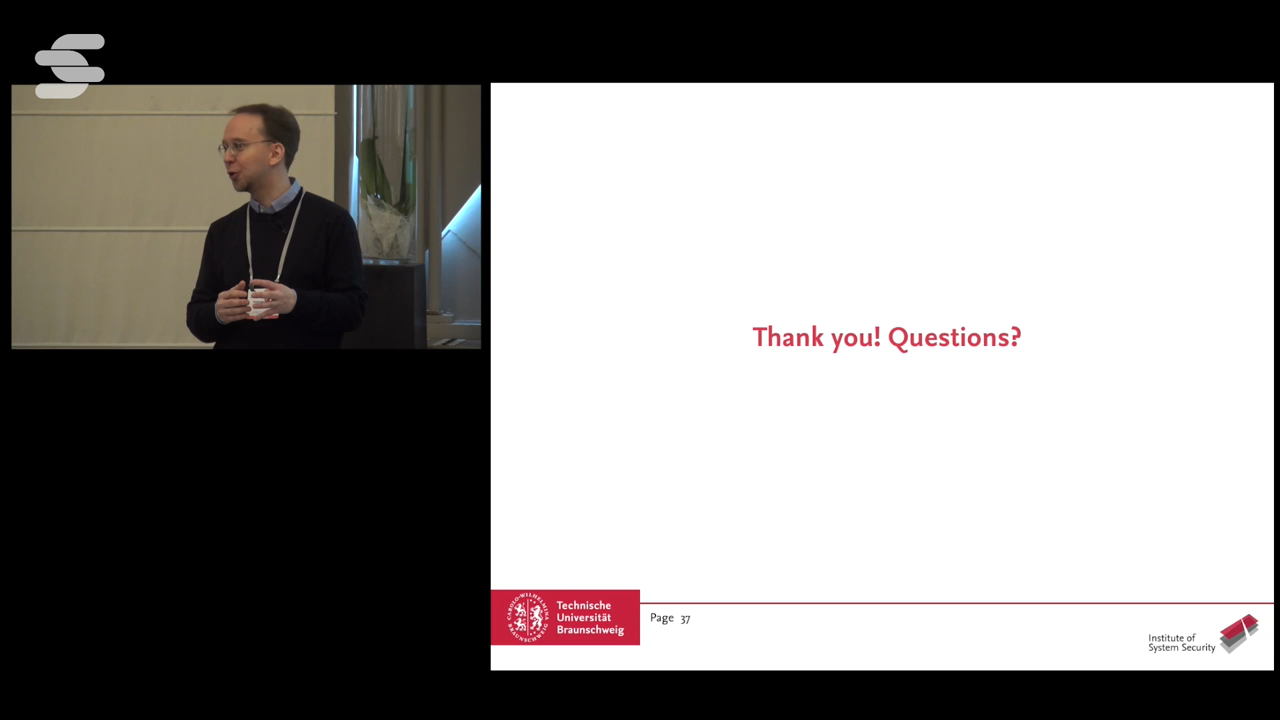 Thank you! Questions?
Technische
Universität
Braunschweig
Page 37
Institute of
System Security